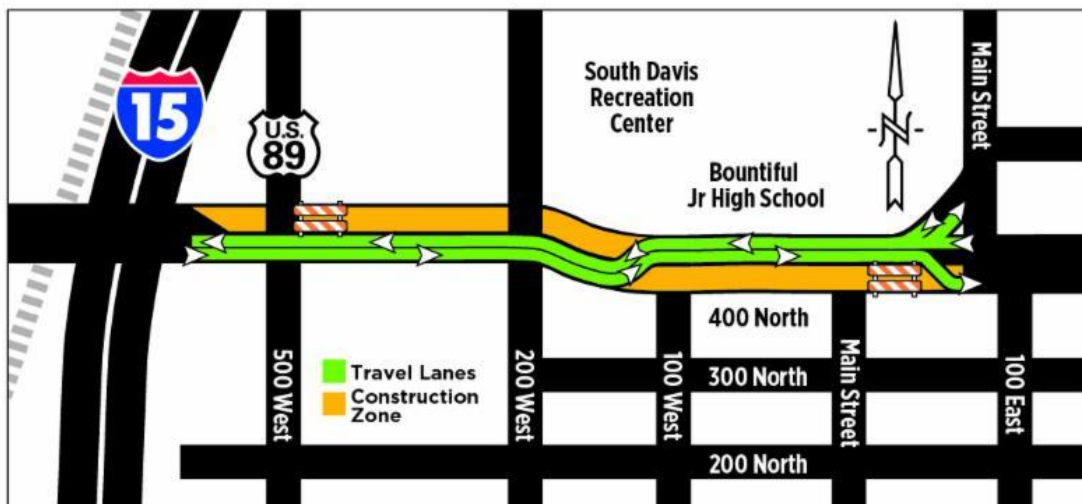 15
U.S.
89
South Davis
Recreation
Center
Bountiful
Jr High School
N
Main Street
400 North
300 North
200 North
500 West
200 West
100 West
Main Street
100 East
Travel Lanes
Construction
Zone